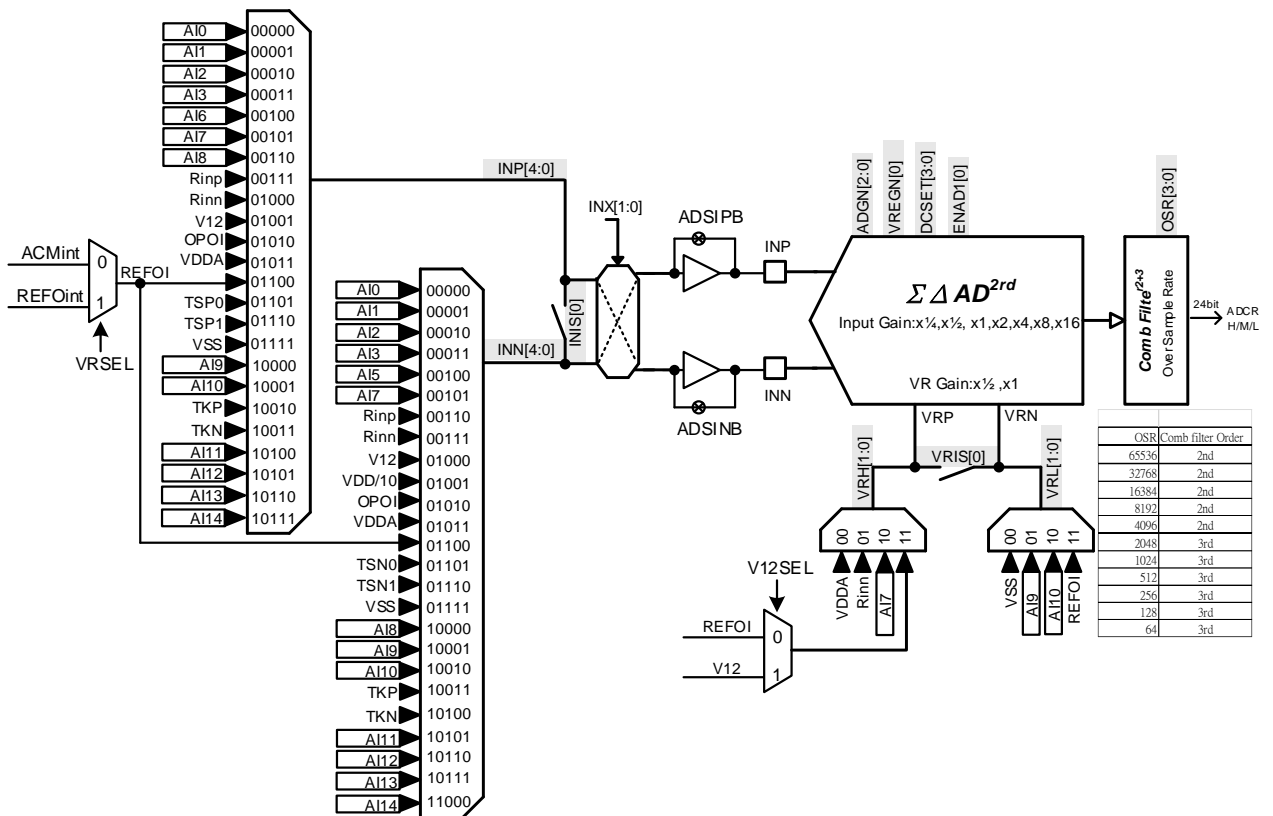 AI0 00000
AI1 00001
AI2 00010
AI3 00011
AI6 00100
AI7 00101
AI8 00110
Rinp 00111
Rinn 01000
V12 01001
OPOI 01010
VDDA 01011
01100
TSP0 01101
TSP1 01110
VSS 01111
AI9 10000
AI10 10001
TKP 10010
TKN 10011
AI11 10100
AI12 10101
AI13 10110
AI14 10111
ACMint 0
REFOint 1
REFOI
VRSEL
AI0 00000
AI1 00001
AI2 00010
AI3 00011
AI5 00100
AI7 00101
Rinp 00110
Rinn 00111
V12 01000
VDD/10 01001
OPOI 01010
VDDA 01011
01100
TSN0 01101
TSN1 01110
VSS 01111
AI8 10000
AI9 10001
AI10 10010
TKP 10011
TKN 10100
AI11 10101
AI12 10110
AI13 10111
AI14 11000
INP[4:0]
INN[4:0]
INIS[0]
INX[1:0]
ADSIPB
ADSINB
INP
INN
ADGN[2:0]
VREGN[0]
DCSET[3:0]
ENAD1[0]
ΣΔAD2rd
Input Gain:x¼,x½, x1,x2,x4,x8,x16
VR Gain:x½ ,x1
VRP
VRN
VRIS[0]
VRH[1:0]
00 01 10 11
VDDA
Rinn
AI7
VRL[1:0]
00 01 10 11
VSS
AI9
AI10
REFOI
V12SEL
REFOI 0
V12 1
OSR[3:0]
Comb Filter2+3
Over Sample Rate
24bit
ADCR
H/M/L
OSR Comb filter Order
65536 2nd
32768 2nd
16384 2nd
8192 2nd
4096 2nd
2048 3rd
1024 3rd
512 3rd
256 3rd
128 3rd
64 3rd